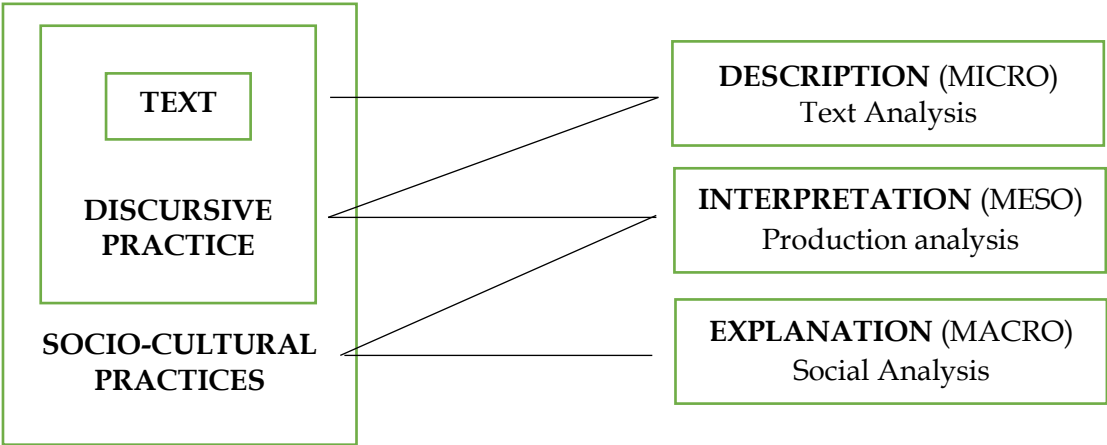 TEXT
DISCURSIVE
PRACTICE
SOCIO-CULTURAL
PRACTICES
DESCRIPTION (MICRO)
Text Analysis
INTERPRETATION (MESO)
Production analysis
EXPLANATION (MACRO)
Social Analysis